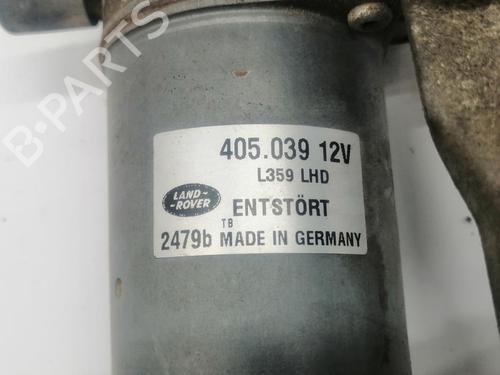 B-PARTS
405.039 12V
L359 LHD
LAND-
-ROVER
ENTSTÖRT
TB
2479b MADE IN GERMANY